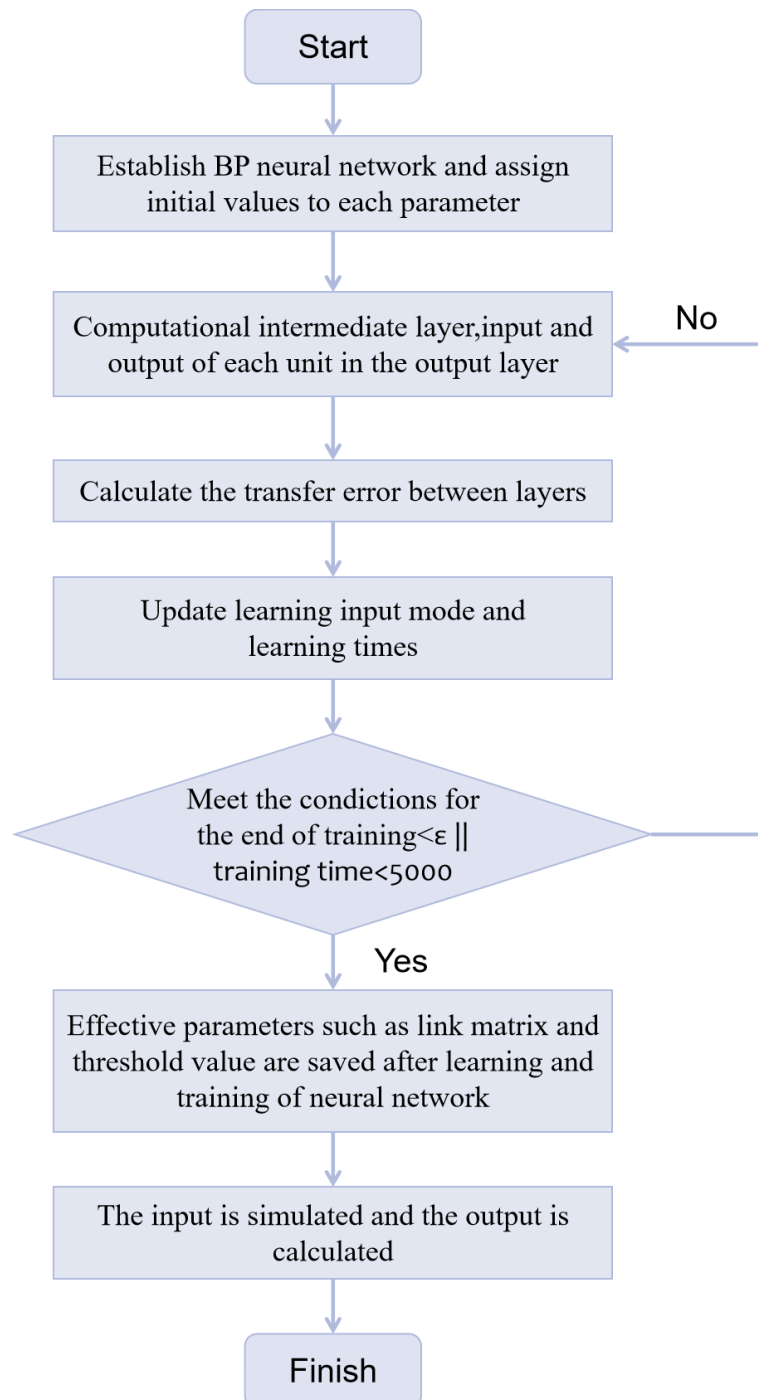 Start
Establish BP neural network and assign
initial values to each parameter
Computational intermediate layer,input and
output of each unit in the output layer
No
Calculate the transfer error between layers
Update learning input mode and
learning times
Meet the condictions for
the end of training<ε ||
training time<5000
Yes
Effective parameters such as link matrix and
threshold value are saved after learning and
training of neural network
The input is simulated and the output is
calculated
Finish